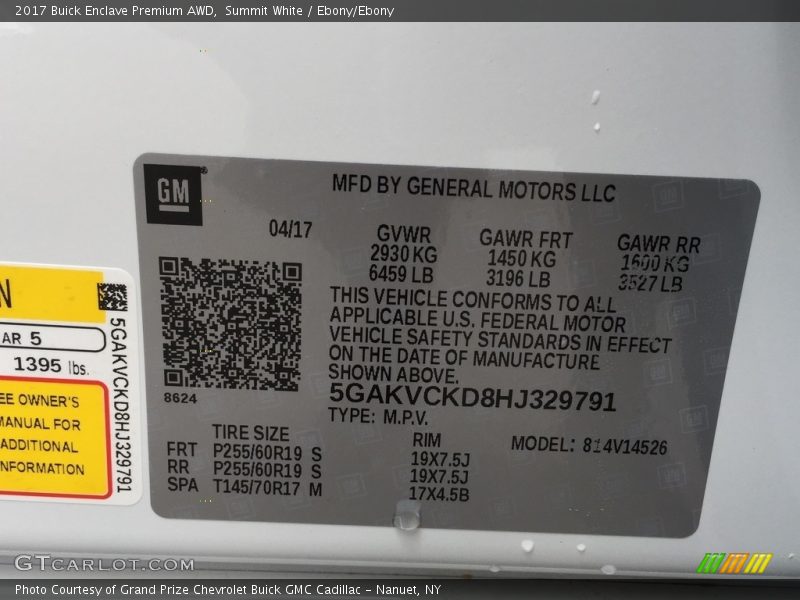 2017 Buick Enclave Premium AWD, Summit White / Ebony/Ebony
GM
MFD BY GENERAL MOTORS LLC
04/17
GVWR GAWR FRT GAWR RR
2930 KG 1450 KG 1600 KG
6459 LB 3196 LB 3527 LB
THIS VEHICLE CONFORMS TO ALL
APPLICABLE U.S. FEDERAL MOTOR
VEHICLE SAFETY STANDARDS IN EFFECT
ON THE DATE OF MANUFACTURE
SHOWN ABOVE.
5GAKVCKD8HJ329791
TYPE: M.P.V.
8624
TIRE SIZE RIM MODEL: 814V14526
FRT P255/60R19 S 19X7.5J
RR P255/60R19 S 19X7.5J
SPA T145/70R17 M 17X4.5B
N
AR 5
1395 lbs.
EE OWNER'S
MANUAL FOR
ADDITIONAL
NFORMATION
5GAKVCKD8HJ329791
GTCARLOT.COM
Photo Courtesy of Grand Prize Chevrolet Buick GMC Cadillac - Nanuet, NY